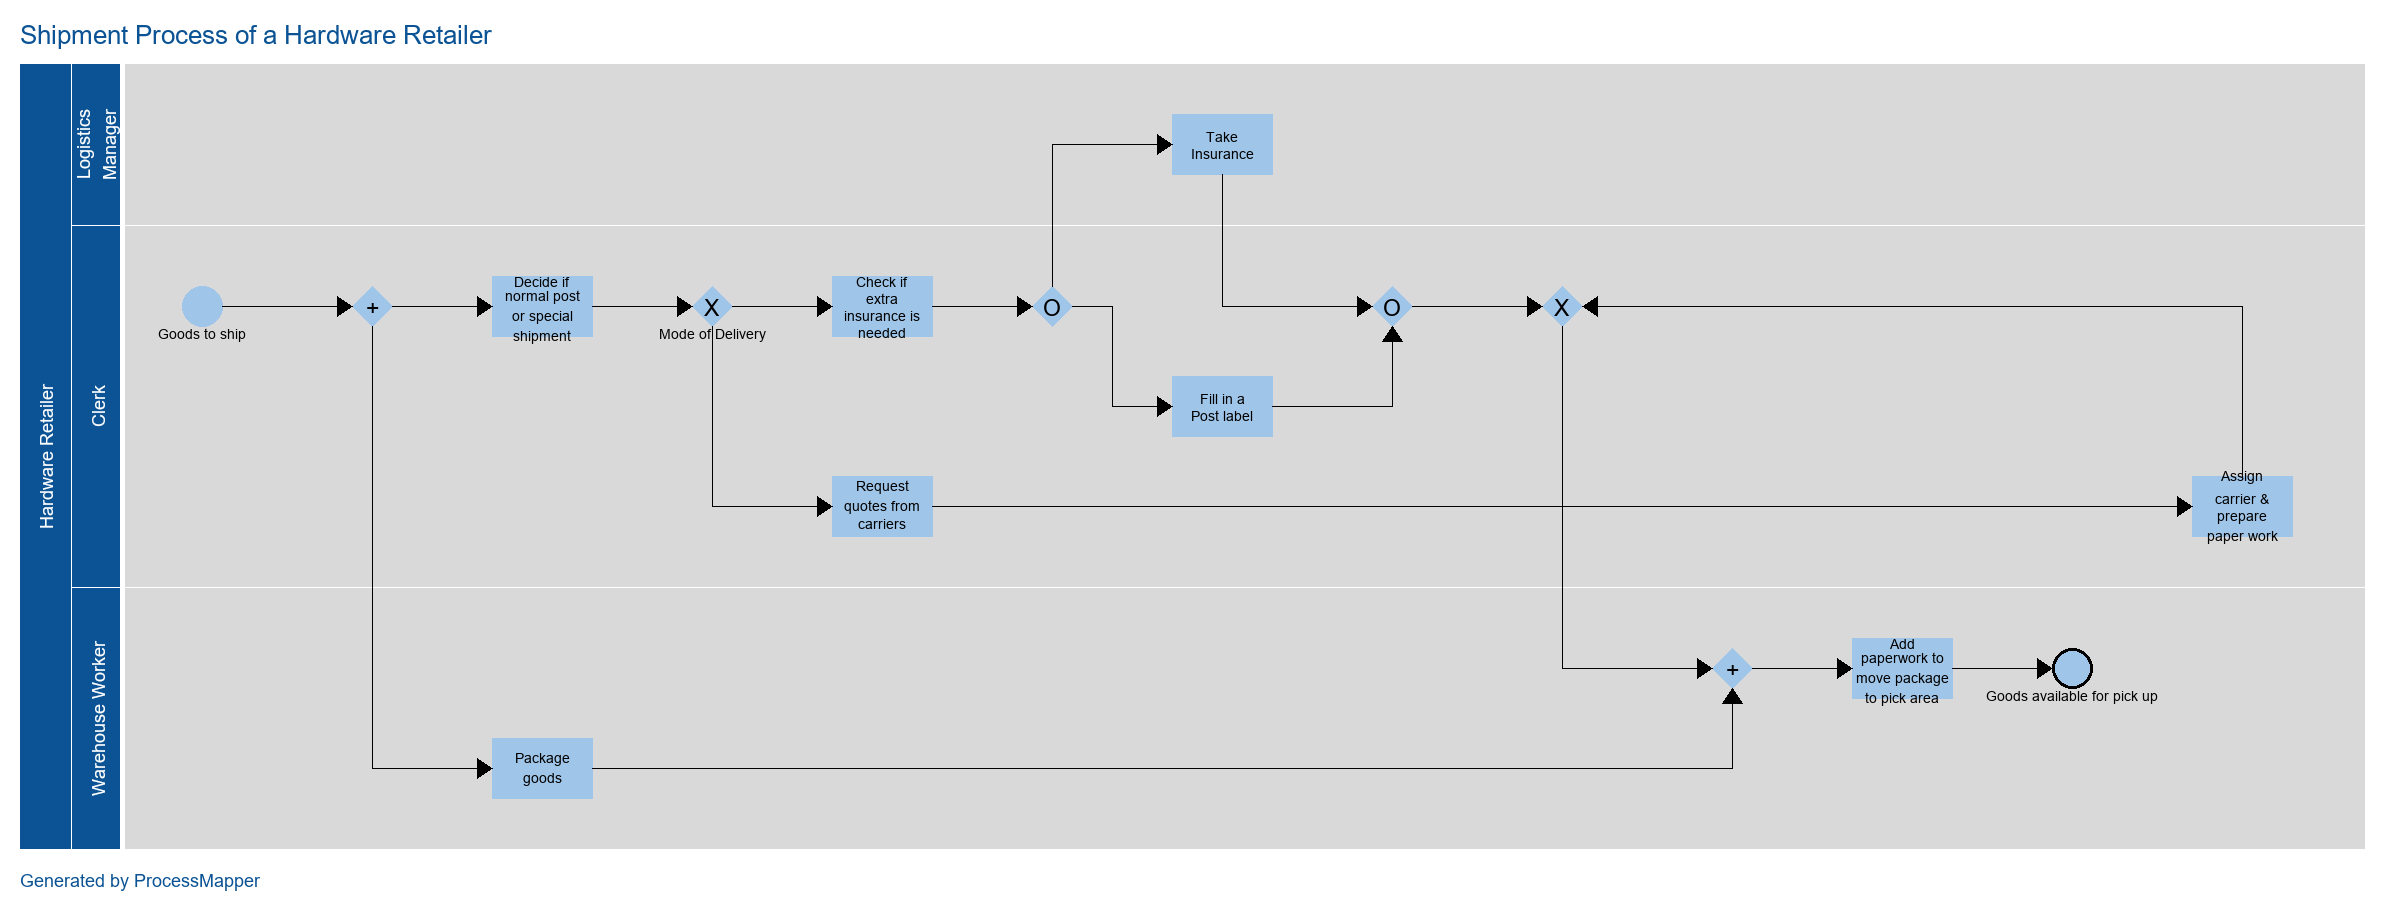 Shipment Process of a Hardware Retailer
Hardware Retailer
Logistics
Manager
Take
Insurance
Clerk
Goods to ship
+
Decide if
normal post
or special
shipment
X
Mode of Delivery
Check if
extra
insurance is
needed
O
Fill in a
Post label
O
X
Request
quotes from
carriers
Assign
carrier &
prepare
paper work
Warehouse Worker
Package
goods
+
Add
paperwork to
move package
to pick area
Goods available for pick up
Generated by ProcessMapper